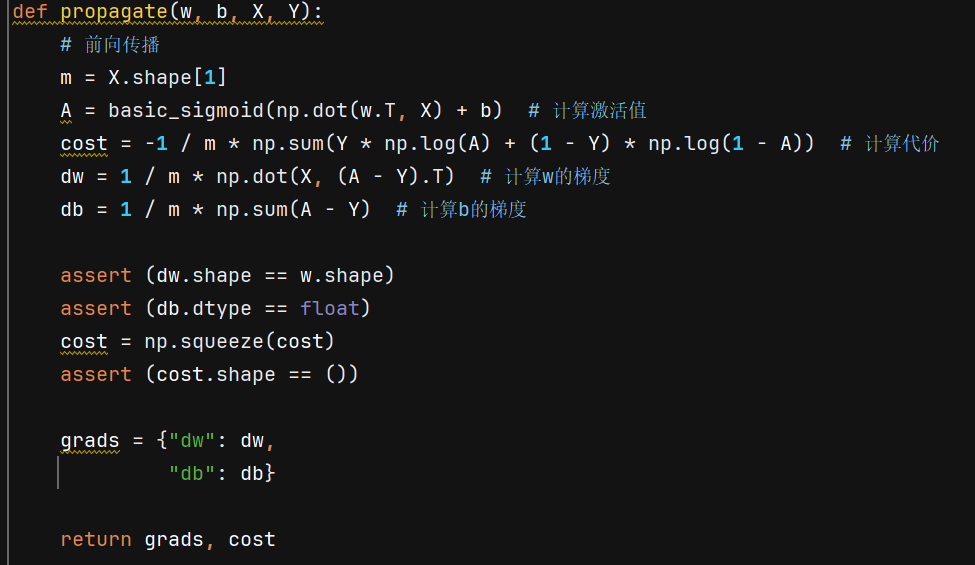 def propagate(w, b, X, Y):
    # 前向传播
    m = X.shape[1]
    A = basic_sigmoid(np.dot(w.T, X) + b)  # 计算激活值
    cost = -1 / m * np.sum(Y * np.log(A) + (1 - Y) * np.log(1 - A))  # 计算代价
    dw = 1 / m * np.dot(X, (A - Y).T)  # 计算w的梯度
    db = 1 / m * np.sum(A - Y)  # 计算b的梯度

    assert (dw.shape == w.shape)
    assert (db.dtype == float)
    cost = np.squeeze(cost)
    assert (cost.shape == ())

    grads = {"dw": dw,
             "db": db}

    return grads, cost